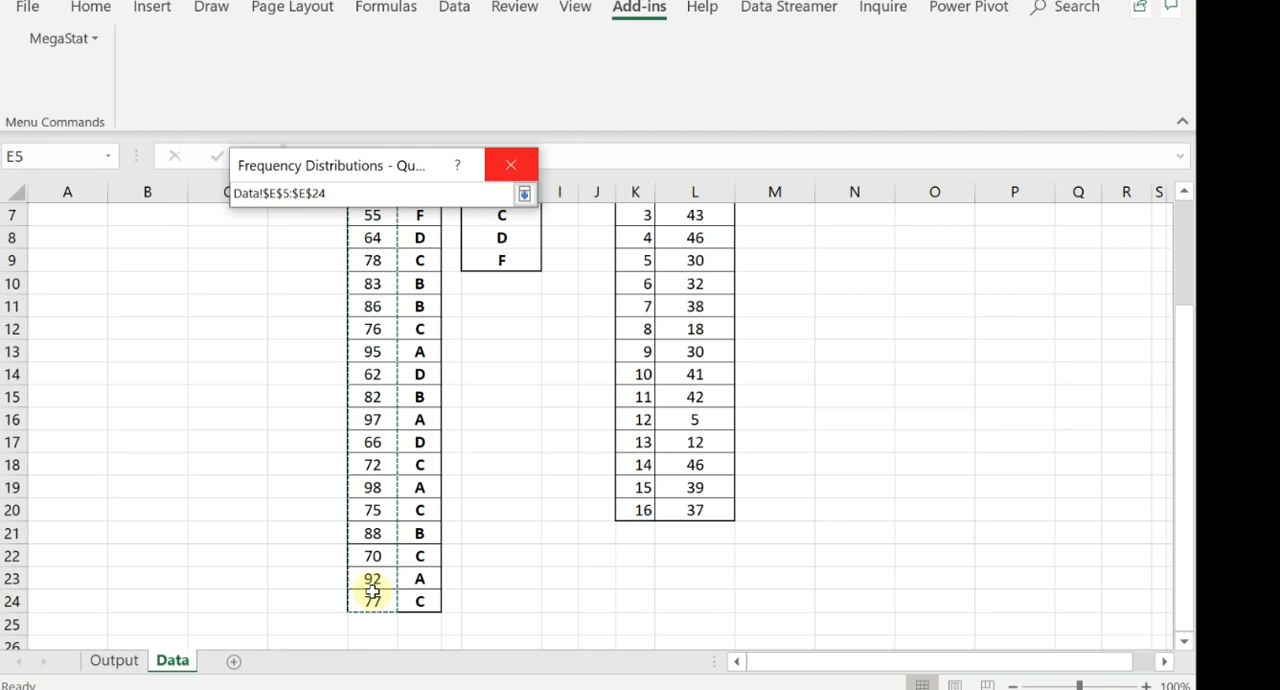 File Home Insert Draw Page Layout Formulas Data Review View Add-ins Help Data Streamer Inquire Power Pivot Search
MegaStat
Menu Commands
E5
Frequency Distributions - Qu... ?
Data!$E$5:$E$24
A B C I J K L M N O P Q R S
7 55 F C 3 43
8 64 D D 4 46
9 78 C F 5 30
10 83 B 6 32
11 86 B 7 38
12 76 C 8 18
13 95 A 9 30
14 62 D 10 41
15 82 B 11 42
16 97 A 12 5
17 66 D 13 12
18 72 C 14 46
19 98 A 15 39
20 75 C 16 37
21 88 B
22 70 C
23 92 A
24 77 C
25
26
Output Data
Ready 100%